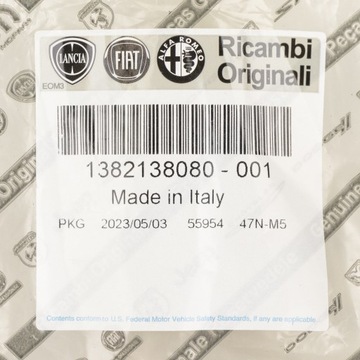 LANCIA FIAT ALFA ROMEO Ricambi
Originali
EOM3
1382138080 - 001
Made in Italy
PKG 2023/05/03 55954 47N-M5
Contents conform to U.S. Federal Motor Vehicle Safety Standards, if any are applicable.